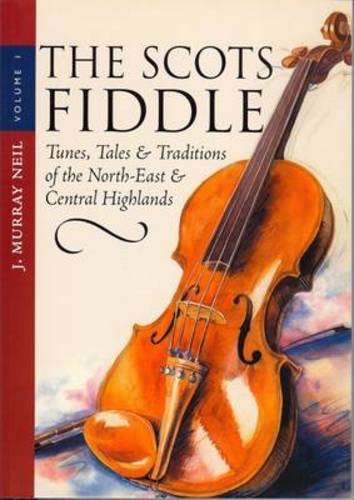 THE SCOTS
FIDDLE
Tunes, Tales & Traditions
of the North-East &
Central Highlands
VOLUME 1
J. MURRAY NEIL